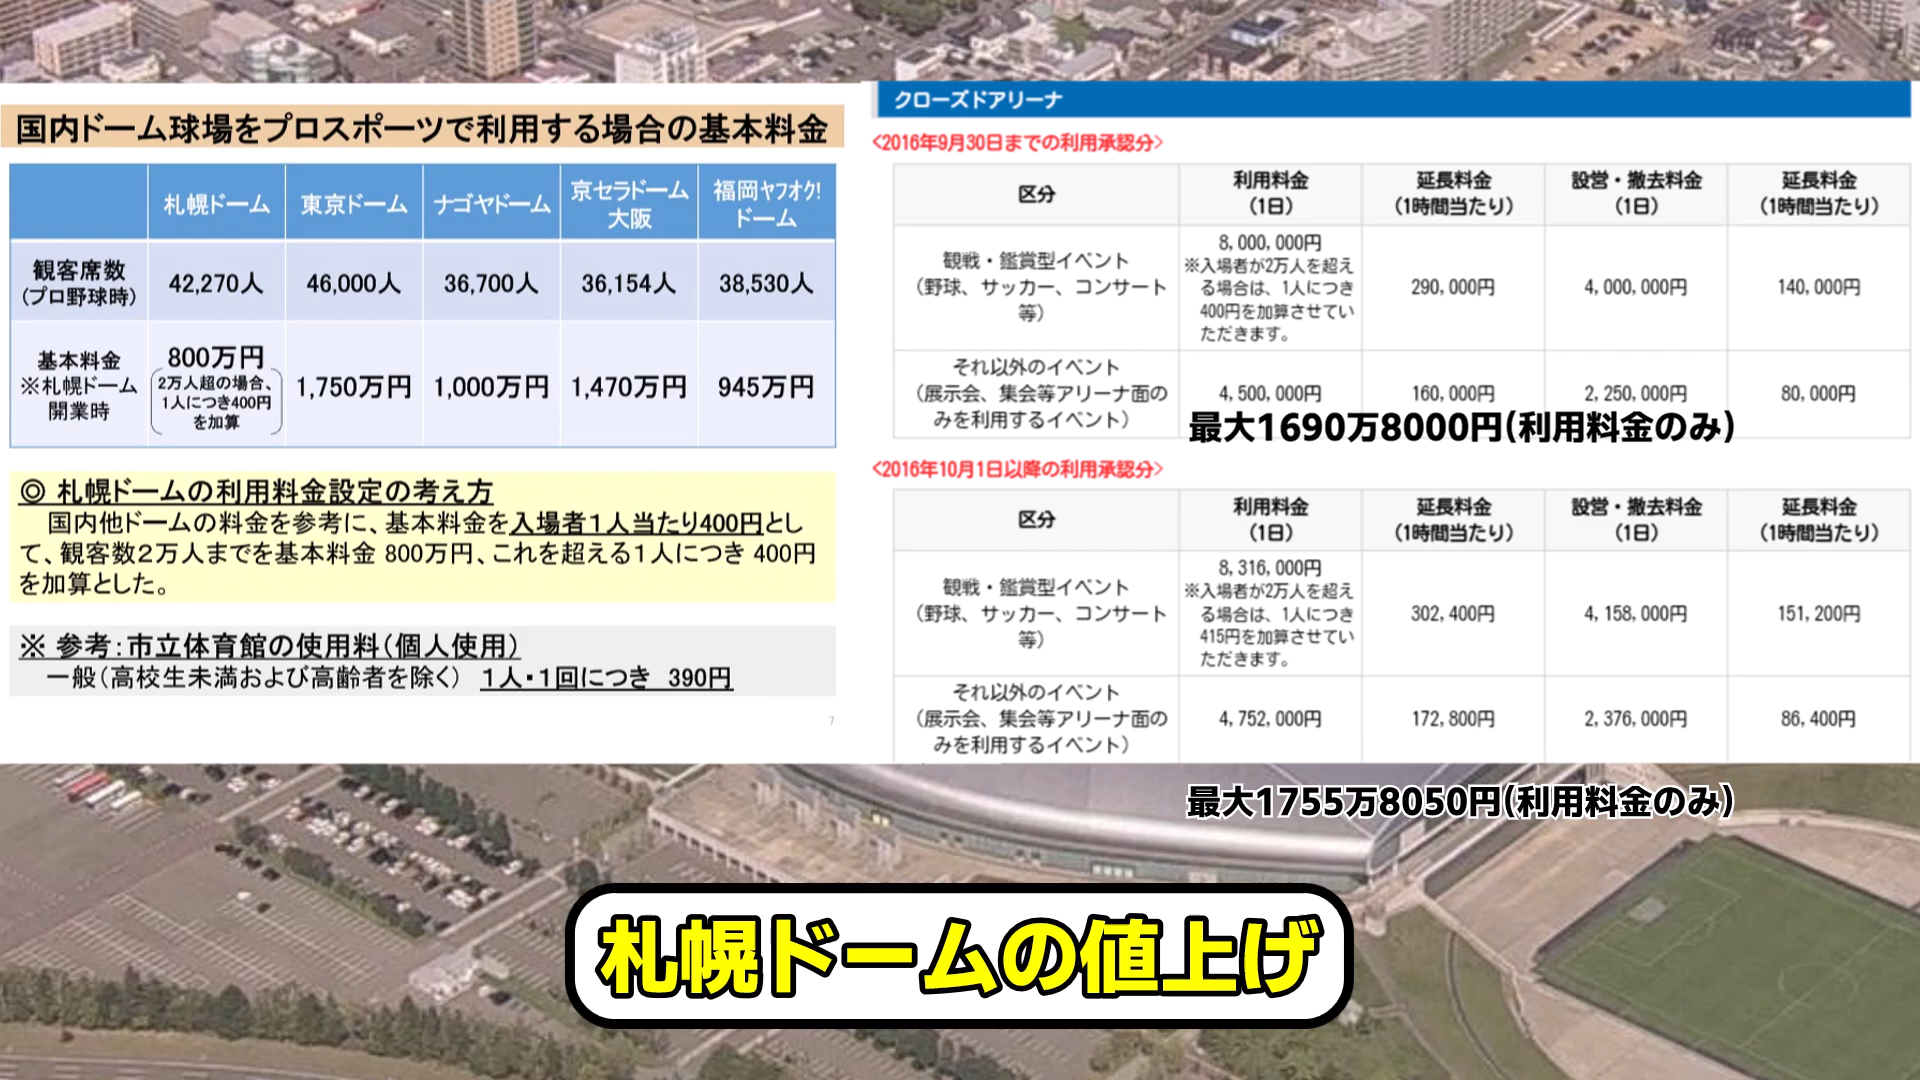 国内ドーム球場をプロスポーツで利用する場合の基本料金
札幌ドーム 東京ドーム ナゴヤドーム 京セラドーム大阪 福岡ヤフオク!ドーム
観客席数(プロ野球時) 42,270人 46,000人 36,700人 36,154人 38,530人
基本料金※札幌ドーム開業時 800万円(2万人超の場合、1人につき400円を加算) 1,750万円 1,000万円 1,470万円 945万円
◎ 札幌ドームの利用料金設定の考え方
国内他ドームの料金を参考に、基本料金を入場者1人当たり400円とし
て、観客数2万人までを基本料金 800万円、これを超える1人につき 400円
を加算とした。
※ 参考:市立体育館の使用料(個人使用)
一般(高校生未満および高齢者を除く) 1人・1回につき 390円
7
クローズドアリーナ
<2016年9月30日までの利用承認分>
区分 利用料金(1日) 延長料金(1時間当たり) 設営・撤去料金(1日) 延長料金(1時間当たり)
観戦・鑑賞型イベント(野球、サッカー、コンサート等) 8,000,000円 ※入場者が2万人を超える場合は、1人につき400円を加算させていただきます。 290,000円 4,000,000円 140,000円
それ以外のイベント(展示会、集会等アリーナ面のみを利用するイベント) 4,500,000円 160,000円 2,250,000円 80,000円
最大1690万8000円(利用料金のみ)
<2016年10月1日以降の利用承認分>
区分 利用料金(1日) 延長料金(1時間当たり) 設営・撤去料金(1日) 延長料金(1時間当たり)
観戦・鑑賞型イベント(野球、サッカー、コンサート等) 8,316,000円 ※入場者が2万人を超える場合は、1人につき415円を加算させていただきます。 302,400円 4,158,000円 151,200円
それ以外のイベント(展示会、集会等アリーナ面のみを利用するイベント) 4,752,000円 172,800円 2,376,000円 86,400円
最大1755万8050円(利用料金のみ)
札幌ドームの値上げ